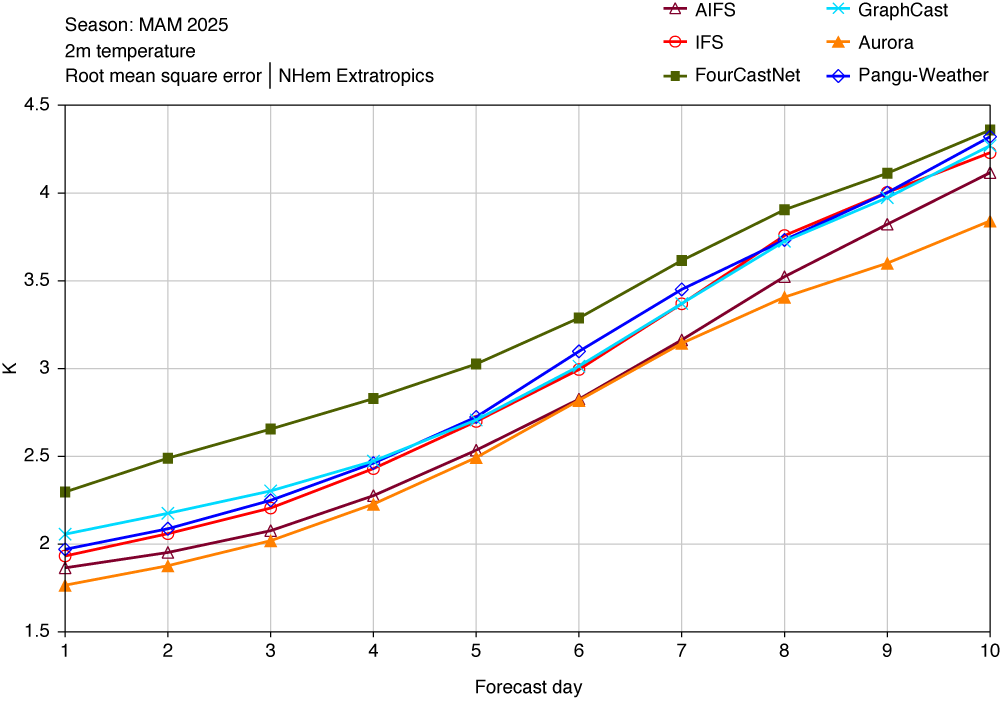 Season: MAM 2025
2m temperature
Root mean square error | NHem Extratropics
AIFS
IFS
FourCastNet
GraphCast
Aurora
Pangu-Weather
4.5
4
3.5
3
2.5
2
1.5
K
1 2 3 4 5 6 7 8 9 10
Forecast day